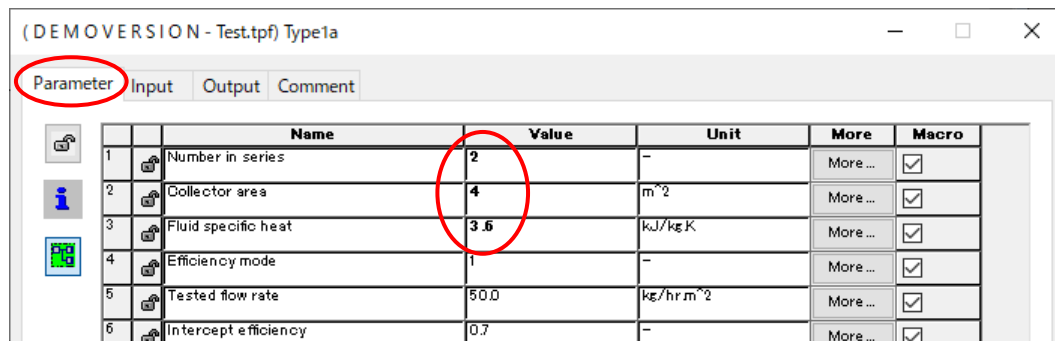 ( D E M O V E R S I O N - Test.tpf) Type1a
Parameter Input Output Comment
Name Value Unit More Macro
1 Number in series 2 - More...
2 Collector area 4 m^2 More...
3 Fluid specific heat 3.6 kJ/kg.K More...
4 Efficiency mode 1 - More...
5 Tested flow rate 50.0 kg/hr.m^2 More...
6 Intercept efficiency 0.7 - More...